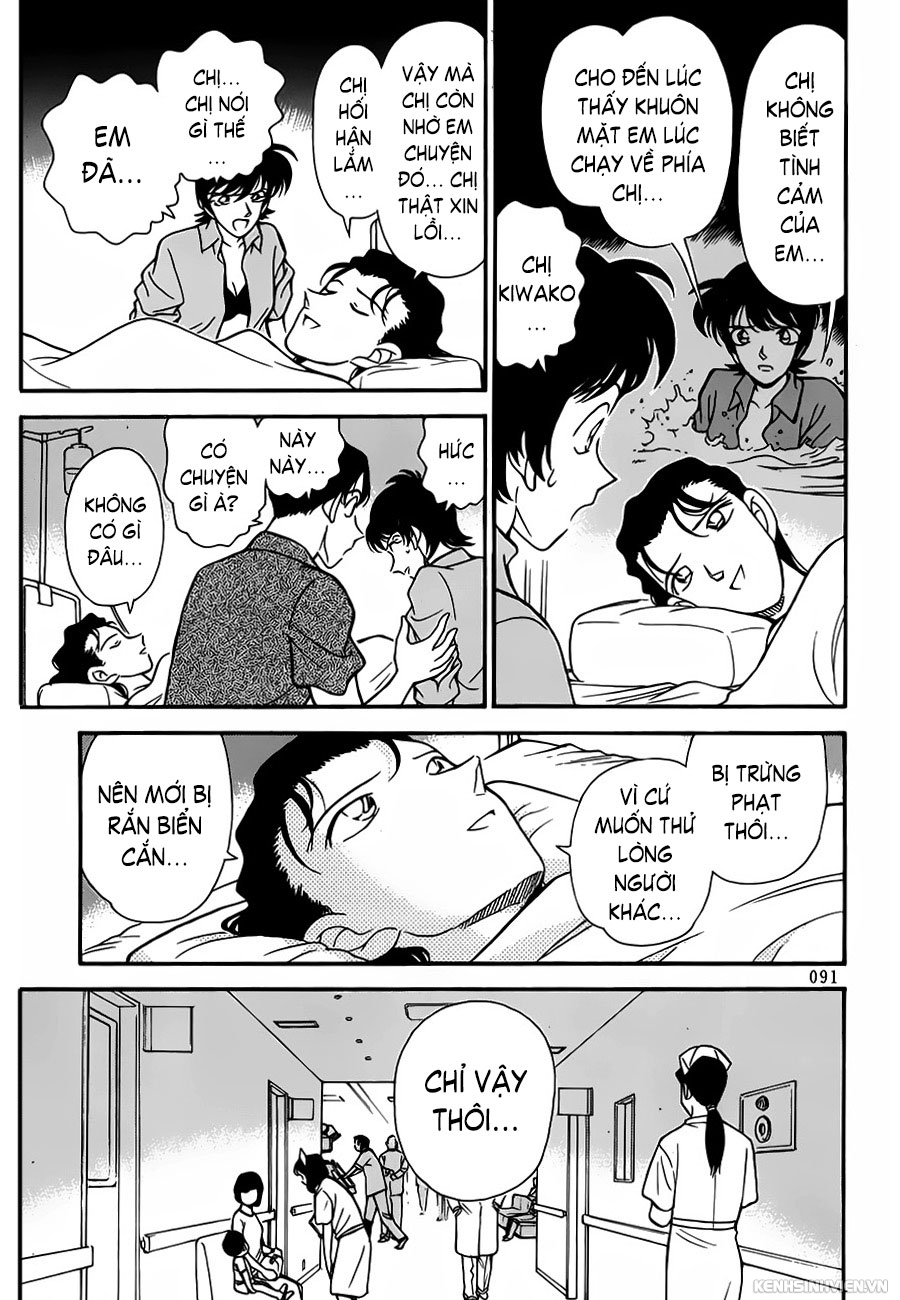 CHỊ
KHÔNG
BIẾT
TÌNH
CẢM
CỦA
EM...
CHO ĐẾN LÚC
THẤY KHUÔN
MẶT EM LÚC
CHẠY VỀ PHÍA
CHỊ...
CHỊ
KIWAKO
...
VẬY MÀ
CHỊ CÒN
NHỜ EM
CHUYỆN
ĐÓ... CHỊ
THẬT XIN
LỒI...
CHỊ
HỐI
HẬN
LẮM
...
CHỊ...
CHỊ NÓI
GÌ THẾ
...
EM
ĐÃ...
HỨC
...
NÀY
NÀY...
CÓ
CHUYỆN
GÌ À?
KHÔNG
CÓ GÌ
ĐÂU...
BỊ TRỪNG
PHẠT
THÔI...
VÌ CỨ
MUỐN THỬ
LÒNG
NGƯỜI
KHÁC...
NÊN MỚI BỊ
RẮN BIỂN
CẮN...
091
CHỈ VẬY
THÔI...
KENHSINHVIEN.VN